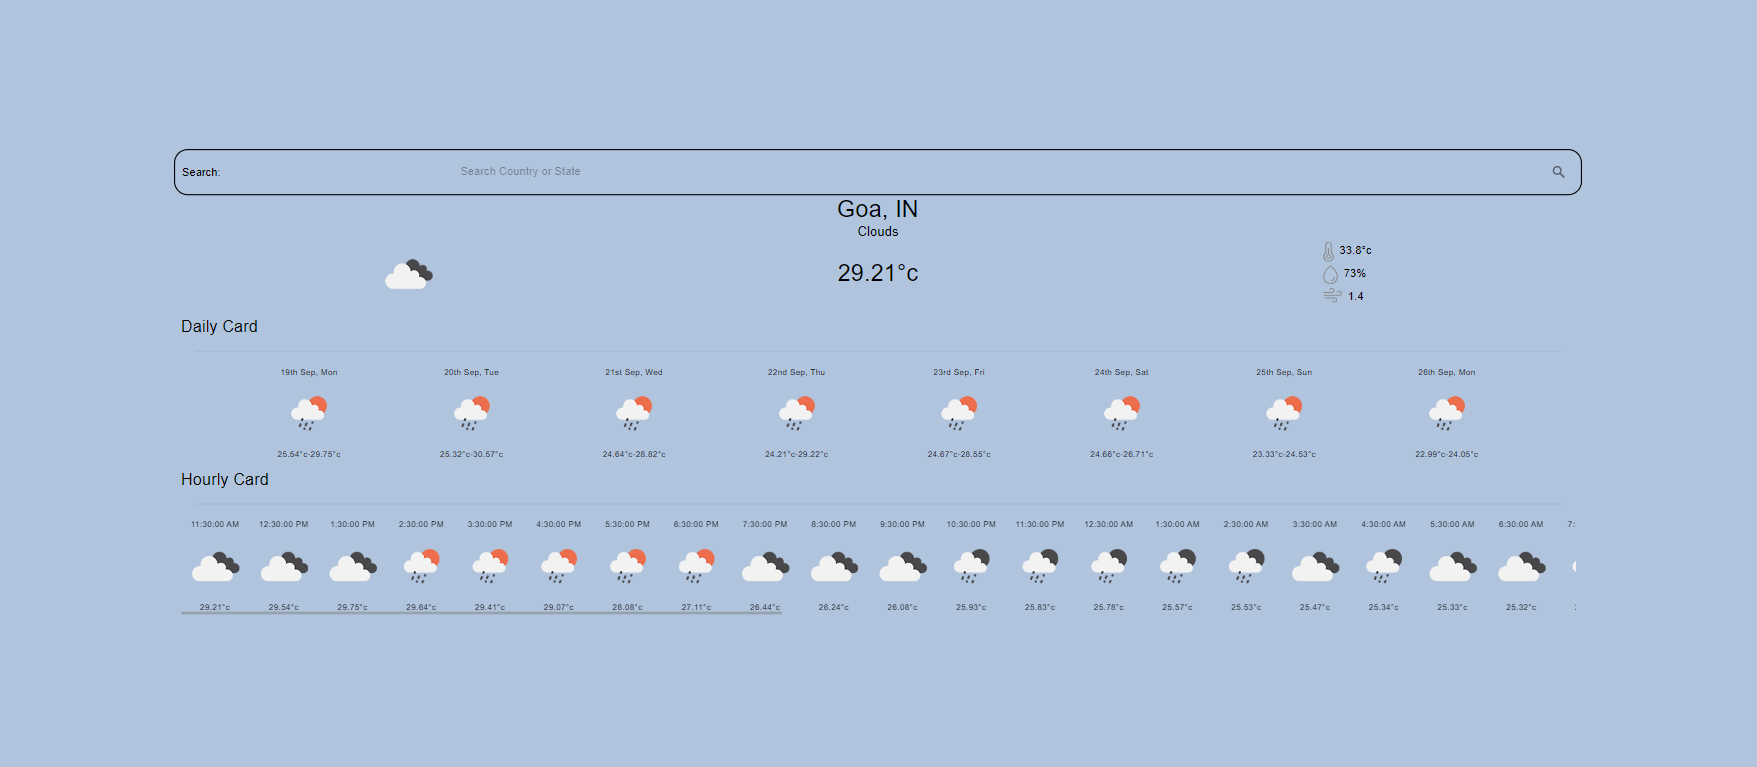 Search: Search Country or State
Goa, IN
Clouds
29.21°c
33.8°c
73%
1.4
Daily Card
19th Sep, Mon 20th Sep, Tue 21st Sep, Wed 22nd Sep, Thu 23rd Sep, Fri 24th Sep, Sat 25th Sep, Sun 26th Sep, Mon
25.54°c-29.75°c 25.32°c-30.57°c 24.64°c-28.82°c 24.21°c-29.22°c 24.67°c-28.55°c 24.66°c-26.71°c 23.33°c-24.53°c 22.99°c-24.05°c
Hourly Card
11:30:00 AM 12:30:00 PM 1:30:00 PM 2:30:00 PM 3:30:00 PM 4:30:00 PM 5:30:00 PM 6:30:00 PM 7:30:00 PM 8:30:00 PM 9:30:00 PM 10:30:00 PM 11:30:00 PM 12:30:00 AM 1:30:00 AM 2:30:00 AM 3:30:00 AM 4:30:00 AM 5:30:00 AM 6:30:00 AM
29.21°c 29.54°c 29.75°c 29.64°c 29.41°c 29.07°c 28.08°c 27.11°c 26.44°c 26.24°c 26.08°c 25.93°c 25.83°c 25.78°c 25.57°c 25.53°c 25.47°c 25.34°c 25.33°c 25.32°c